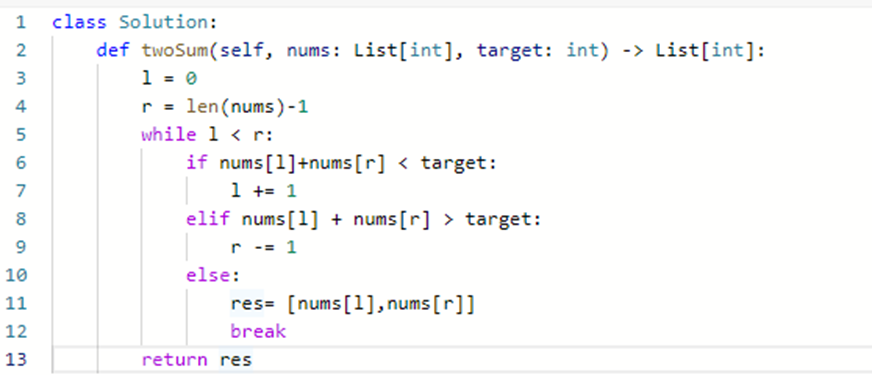 1 class Solution:
2 def twoSum(self, nums: List[int], target: int) -> List[int]:
3 l = 0
4 r = len(nums)-1
5 while l < r:
6 if nums[l]+nums[r] < target:
7 l += 1
8 elif nums[l] + nums[r] > target:
9 r -= 1
10 else:
11 res= [nums[l],nums[r]]
12 break
13 return res